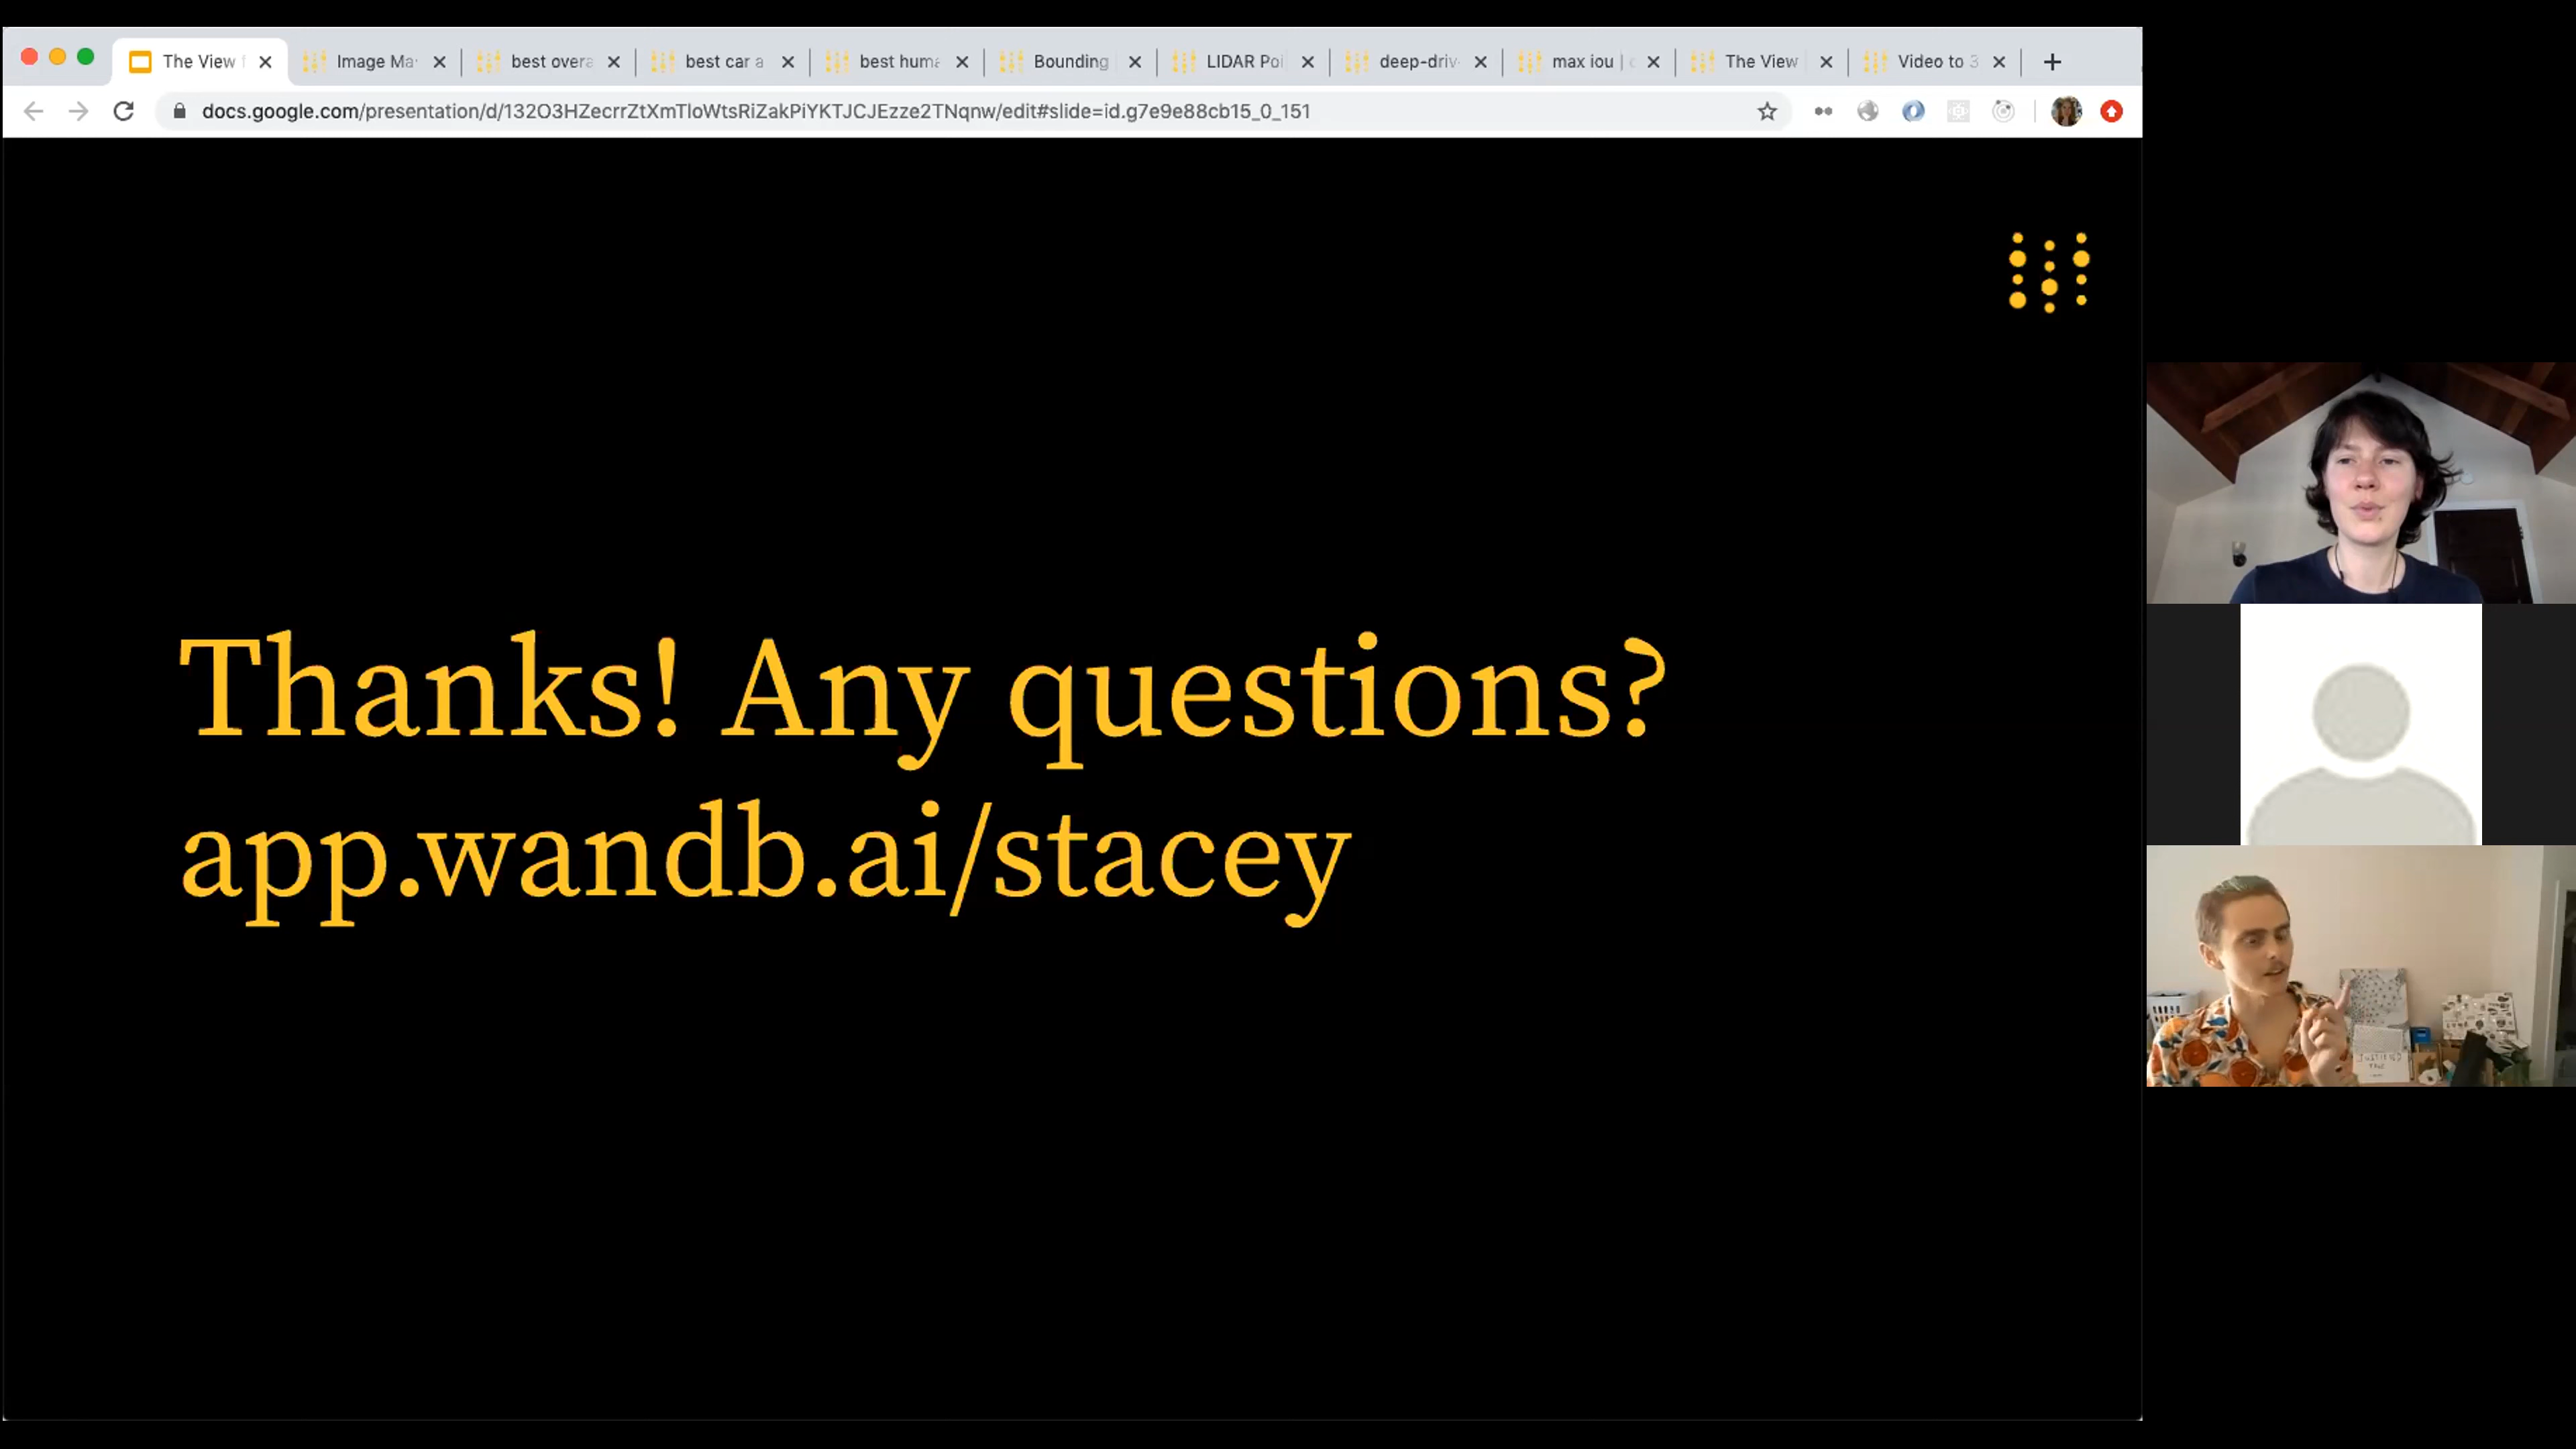 The View f
Image Ma
best overa
best car a
best huma
Bounding
LIDAR Poi
deep-driv
max iou | c
The View
Video to 3
docs.google.com/presentation/d/132O3HZecrrZtXmTloWtsRiZakPiYKTJCJEzze2TNqnw/edit#slide=id.g7e9e88cb15_0_151
Thanks! Any questions?
app.wandb.ai/stacey